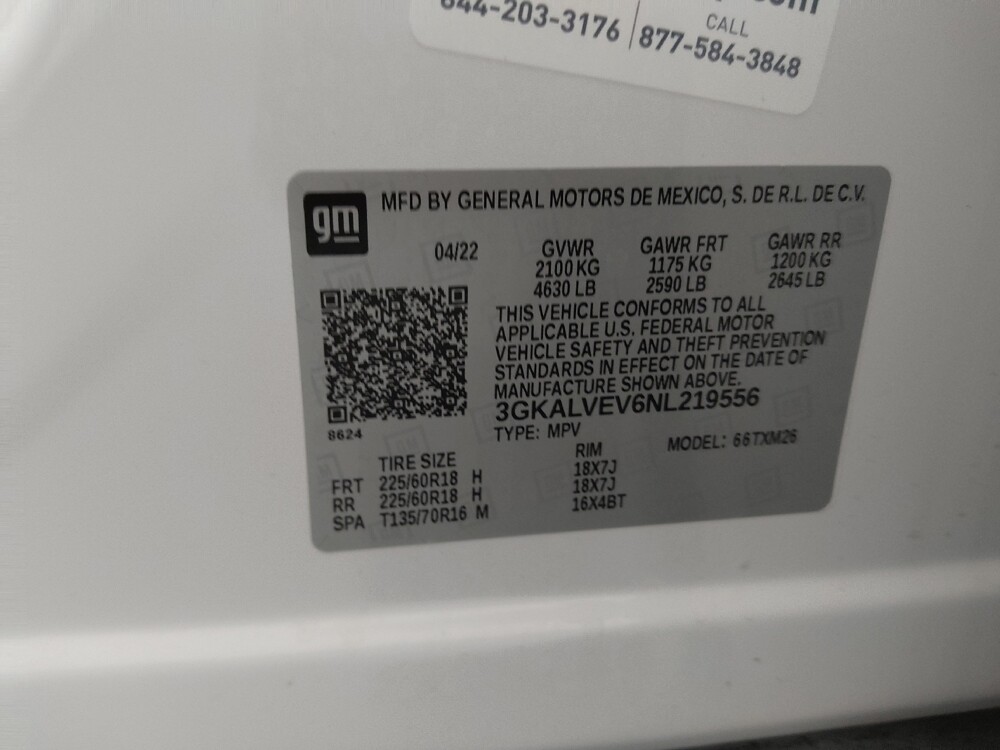 844-203-3176
CALL
877-584-3848
gm
MFD BY GENERAL MOTORS DE MEXICO, S. DE R.L. DE C.V.
04/22
GVWR GAWR FRT GAWR RR
2100 KG 1175 KG 1200 KG
4630 LB 2590 LB 2645 LB
THIS VEHICLE CONFORMS TO ALL
APPLICABLE U.S. FEDERAL MOTOR
VEHICLE SAFETY AND THEFT PREVENTION
STANDARDS IN EFFECT ON THE DATE OF
MANUFACTURE SHOWN ABOVE.
3GKALVEV6NL219556
8624
TYPE: MPV MODEL: 66TXM26
TIRE SIZE RIM
FRT 225/60R18 H 18X7J
RR 225/60R18 H 18X7J
SPA T135/70R16 M 16X4BT